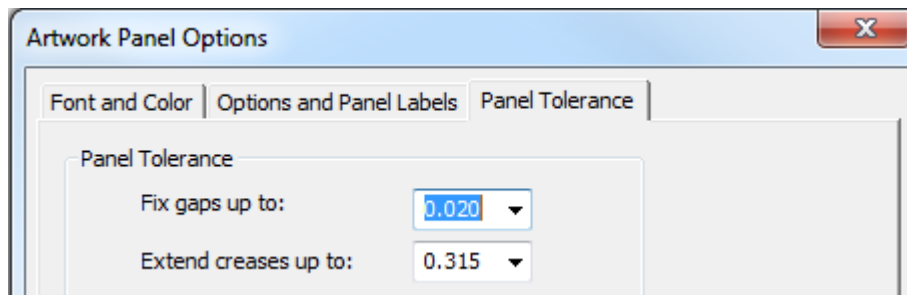 Artwork Panel Options
Font and Color Options and Panel Labels Panel Tolerance
Panel Tolerance
Fix gaps up to: 0.020
Extend creases up to: 0.315